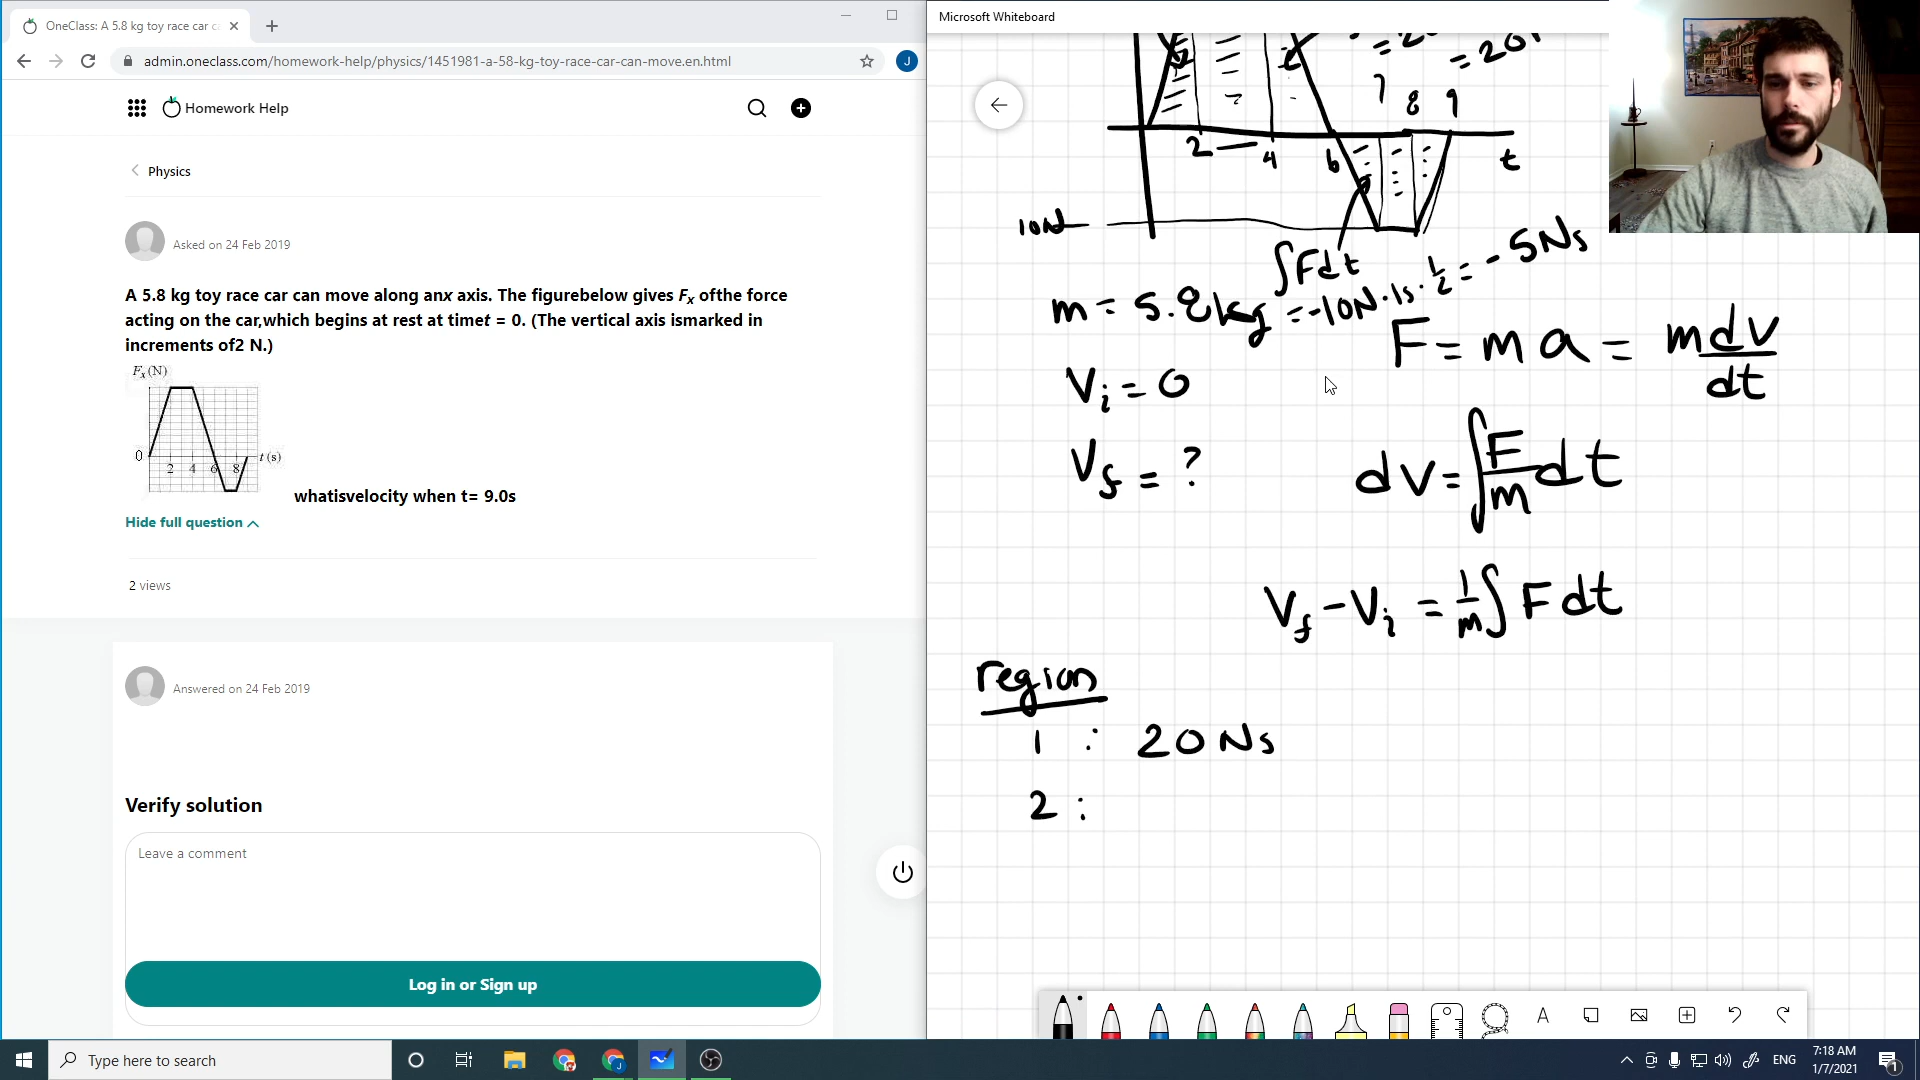 OneClass: A 5.8 kg toy race car ca
admin.oneclass.com/homework-help/physics/1451981-a-58-kg-toy-race-car-can-move.en.html
J
Homework Help
Physics
Asked on 24 Feb 2019
A 5.8 kg toy race car can move along anx axis. The figurebelow gives Fx ofthe force
acting on the car,which begins at rest at timet = 0. (The vertical axis ismarked in
increments of2 N.)
Fx (N)
0
2 4 6 8
t (s)
whatisvelocity when t= 9.0s
Hide full question
2 views
Answered on 24 Feb 2019
Verify solution
Leave a comment
Log in or Sign up
Microsoft Whiteboard
7 8 9
2 4 6 t
10N
∫Fdt
= -10N·1s·½ = -5Ns
m = 5.8kg
F = ma = mdv/dt
Vi = 0
Vf = ?
dv = ∫F/m dt
Vf - Vi = 1/m ∫ F dt
region
1 : 20 Ns
2 :
A
Type here to search
ENG
7:18 AM
1/7/2021
1